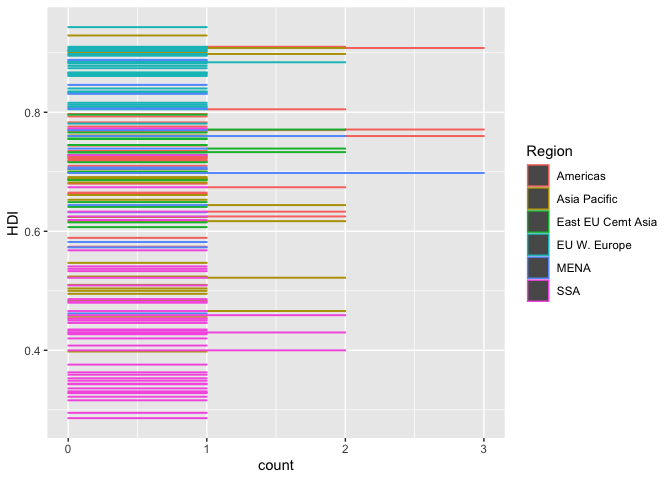 HDI
0.8
0.6
0.4
0 1 2 3
count
Region
Americas
Asia Pacific
East EU Cemt Asia
EU W. Europe
MENA
SSA